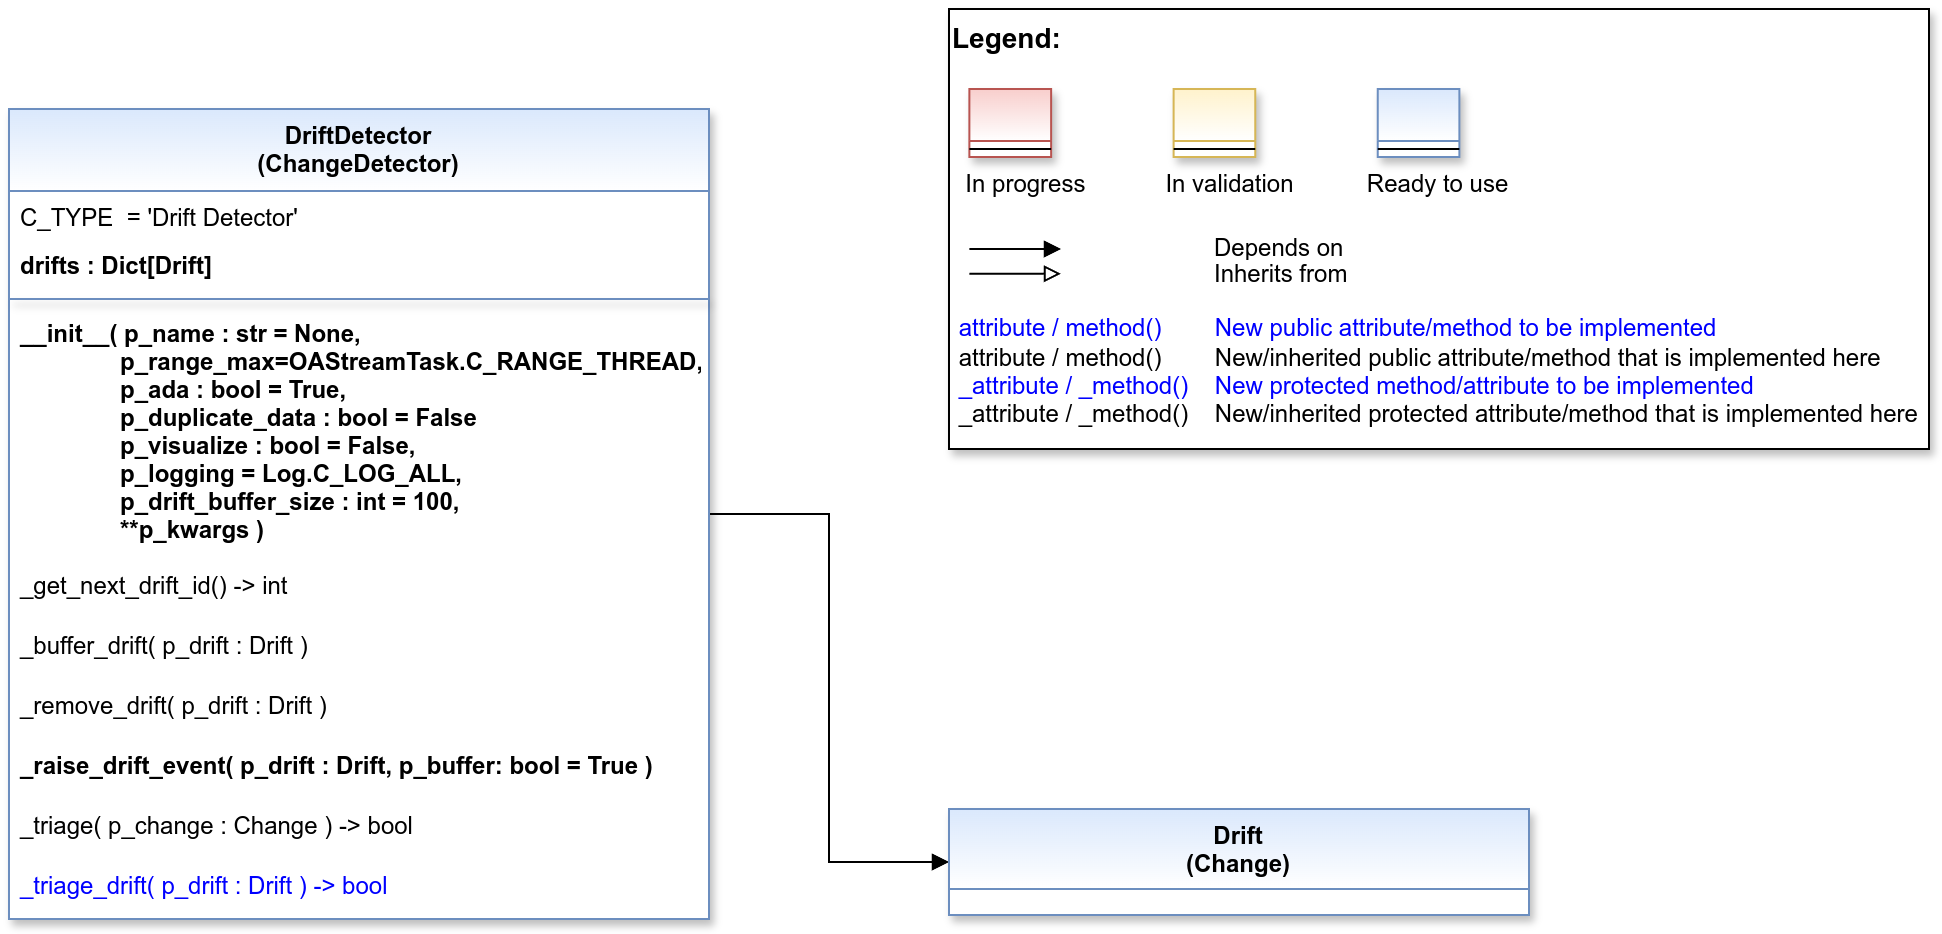 DriftDetector
(ChangeDetector)
C_TYPE  = 'Drift Detector'
drifts : Dict[Drift]
__init__( p_name : str = None,
p_range_max=OAStreamTask.C_RANGE_THREAD,
p_ada : bool = True,
p_duplicate_data : bool = False
p_visualize : bool = False,
p_logging = Log.C_LOG_ALL,
p_drift_buffer_size : int = 100,
**p_kwargs )
_get_next_drift_id() -> int
_buffer_drift( p_drift : Drift )
_remove_drift( p_drift : Drift )
_raise_drift_event( p_drift : Drift, p_buffer: bool = True )
_triage( p_change : Change ) -> bool
_triage_drift( p_drift : Drift ) -> bool
Legend:
In progress
In validation
Ready to use
Depends on
Inherits from
attribute / method() New public attribute/method to be implemented
attribute / method() New/inherited public attribute/method that is implemented here
_attribute / _method() New protected method/attribute to be implemented
_attribute / _method() New/inherited protected attribute/method that is implemented here
Drift
(Change)